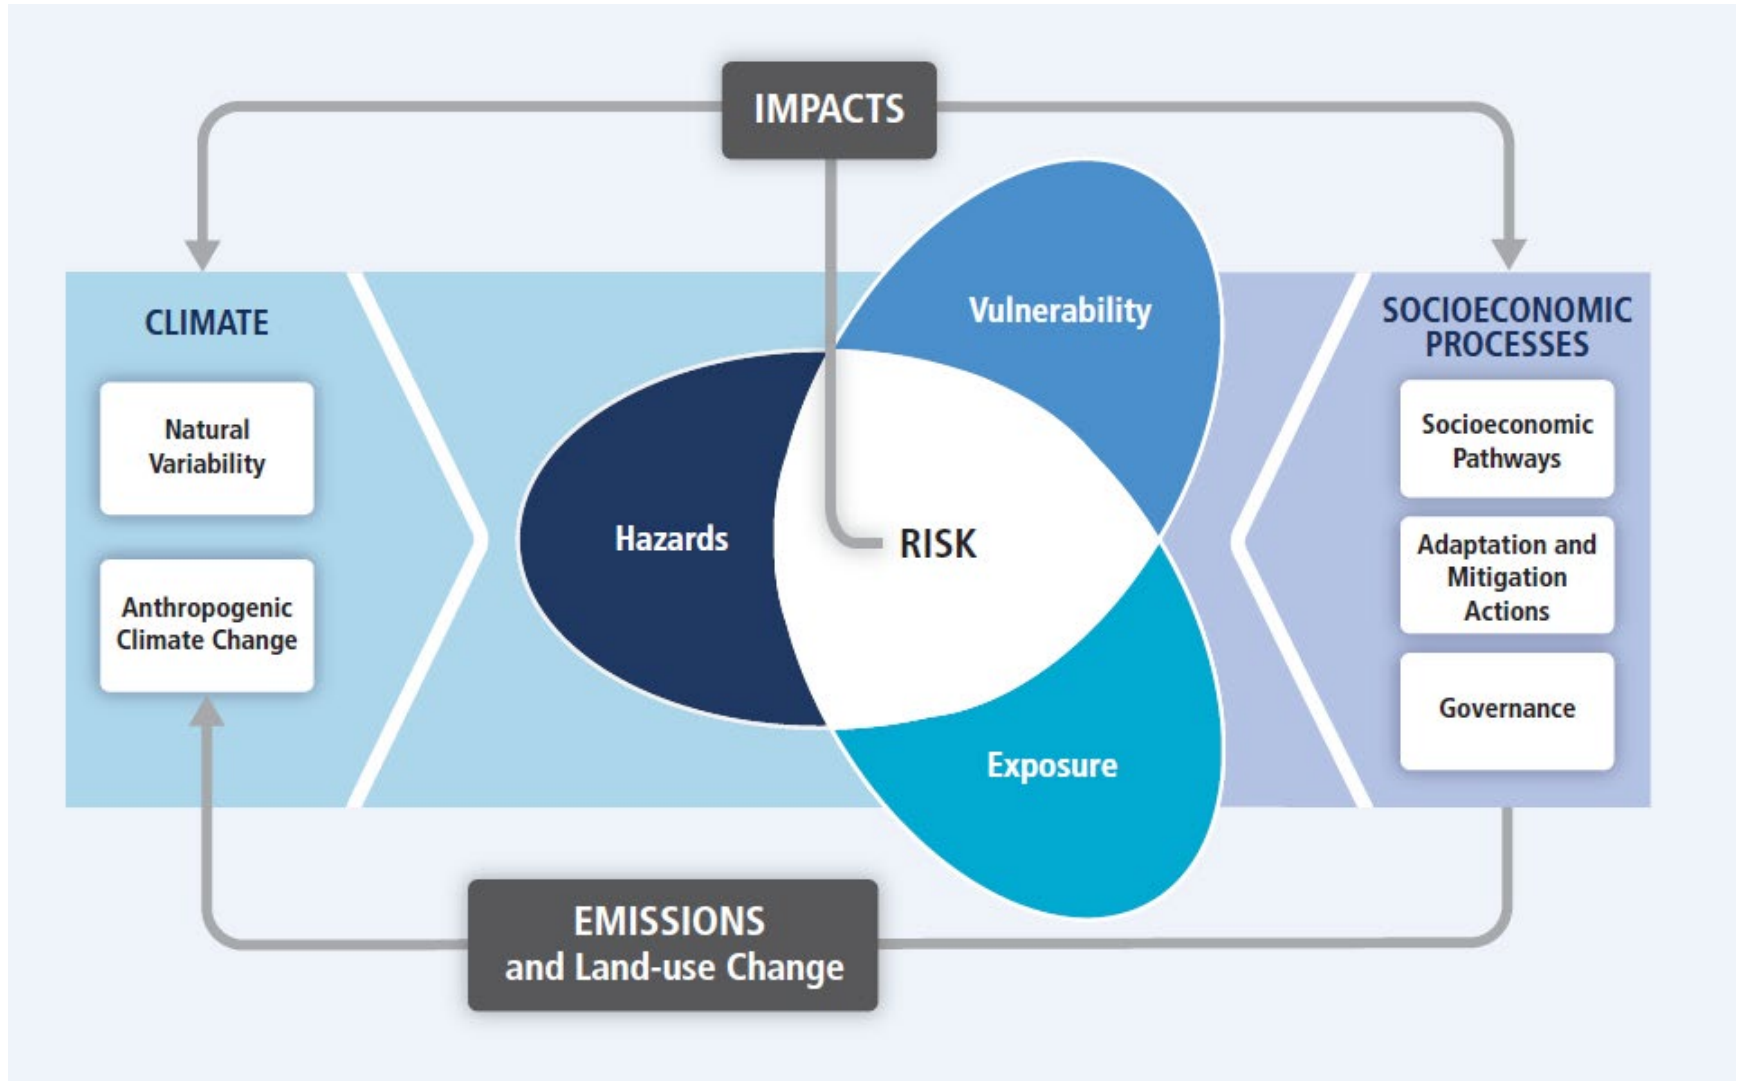 IMPACTS
CLIMATE
Natural
Variability
Anthropogenic
Climate Change
Vulnerability
Hazards
RISK
Exposure
SOCIOECONOMIC
PROCESSES
Socioeconomic
Pathways
Adaptation and
Mitigation
Actions
Governance
EMISSIONS
and Land-use Change